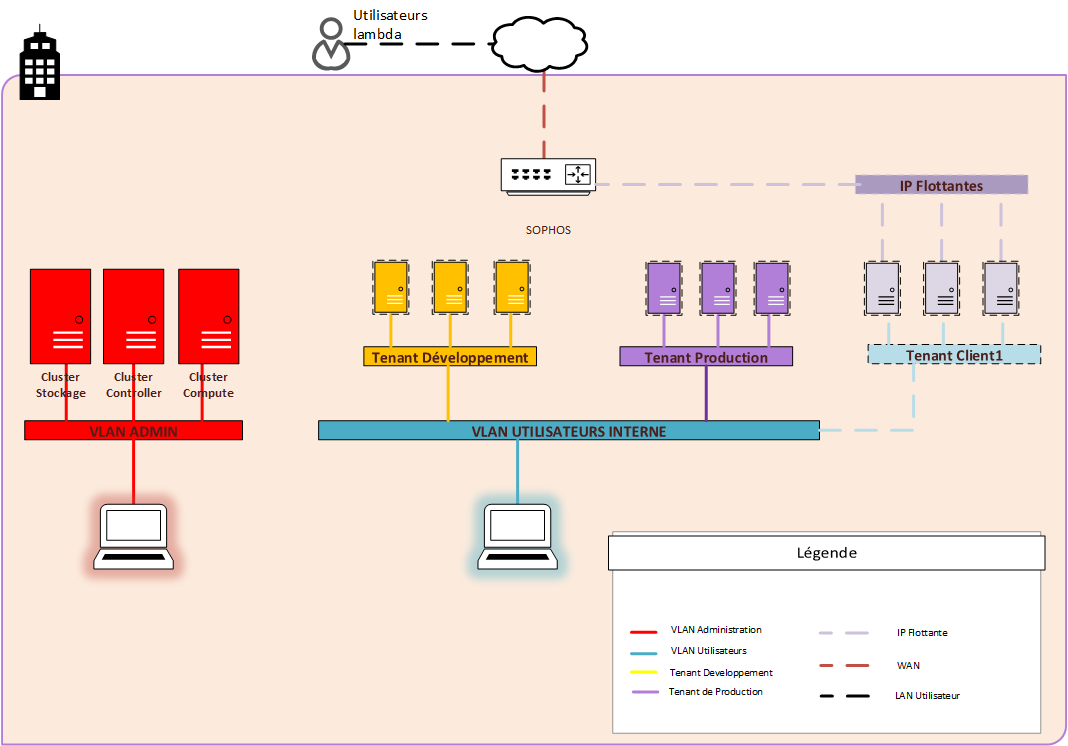 Utilisateurs
lambda
IP Flottantes
SOPHOS
Tenant Développement
Tenant Production
Tenant Client1
Cluster
Stockage
Cluster
Controller
Cluster
Compute
VLAN ADMIN
VLAN UTILISATEURS INTERNE
Légende
VLAN Administration
VLAN Utilisateurs
Tenant Developpement
Tenant de Production
IP Flottante
WAN
LAN Utilisateur